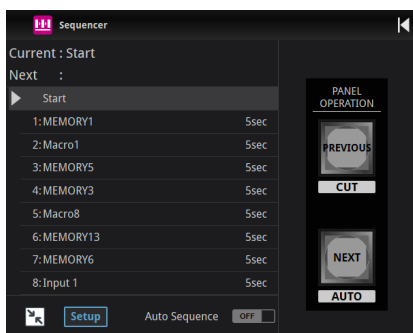 Sequencer
Current : Start
Next :
Start
1: MEMORY1 5sec
2: Macro1 5sec
3: MEMORY5 5sec
4: MEMORY3 5sec
5: Macro8 5sec
6: MEMORY13 5sec
7: MEMORY6 5sec
8: Input 1 5sec
Setup Auto Sequence OFF
PANEL
OPERATION
PREVIOUS
CUT
NEXT
AUTO